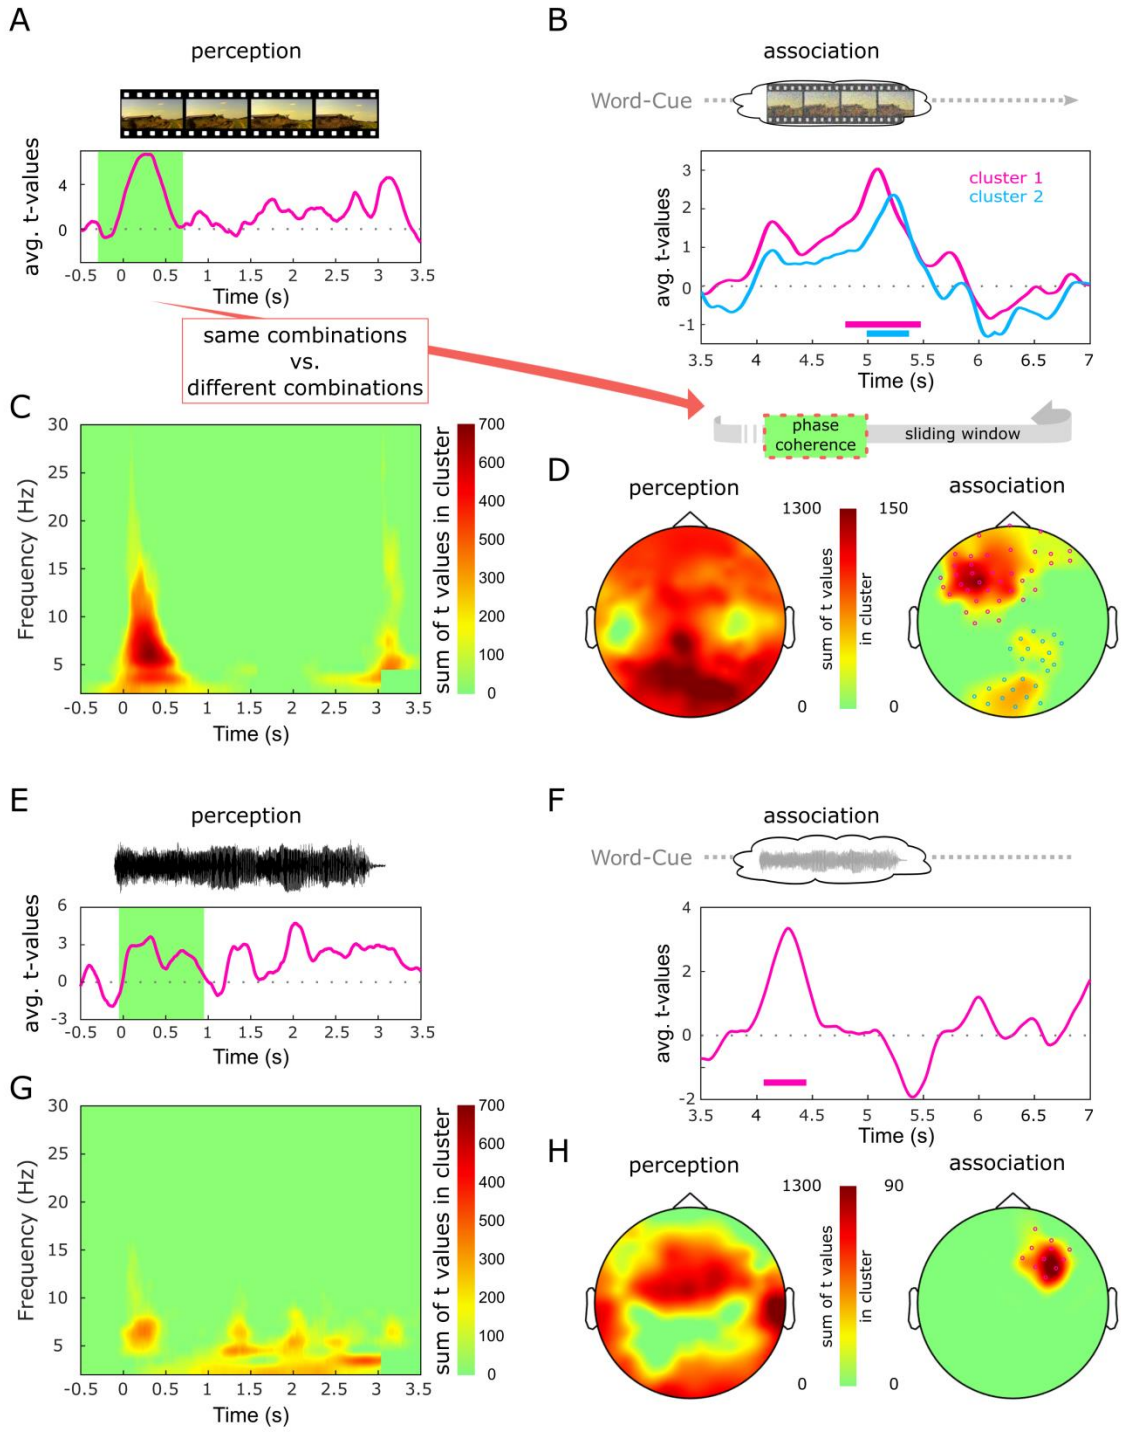 A
perception
avg. t-values
4
0
-0.5 0 0.5 1 1.5 2 2.5 3 3.5
Time (s)
B
association
Word-Cue
avg. t-values
3
2
1
0
-1
cluster 1
cluster 2
3.5 4 4.5 5 5.5 6 6.5 7
Time (s)
same combinations
vs.
different combinations
phase
coherence
sliding window
C
Frequency (Hz)
30
25
20
15
10
5
-0.5 0 0.5 1 1.5 2 2.5 3 3.5
Time (s)
sum of t values in cluster
700
600
500
400
300
200
100
0
D
perception
association
1300 150
sum of t values
in cluster
0 0
E
perception
avg. t-values
6
3
0
-3
-0.5 0 0.5 1 1.5 2 2.5 3 3.5
Time (s)
F
association
Word-Cue
avg. t-values
4
2
0
-2
3.5 4 4.5 5 5.5 6 6.5 7
Time (s)
G
Frequency (Hz)
30
25
20
15
10
5
-0.5 0 0.5 1 1.5 2 2.5 3 3.5
Time (s)
sum of t values in cluster
700
600
500
400
300
500
300
200
100
0
H
perception
association
1300 90
sum of t values
in cluster
0 0